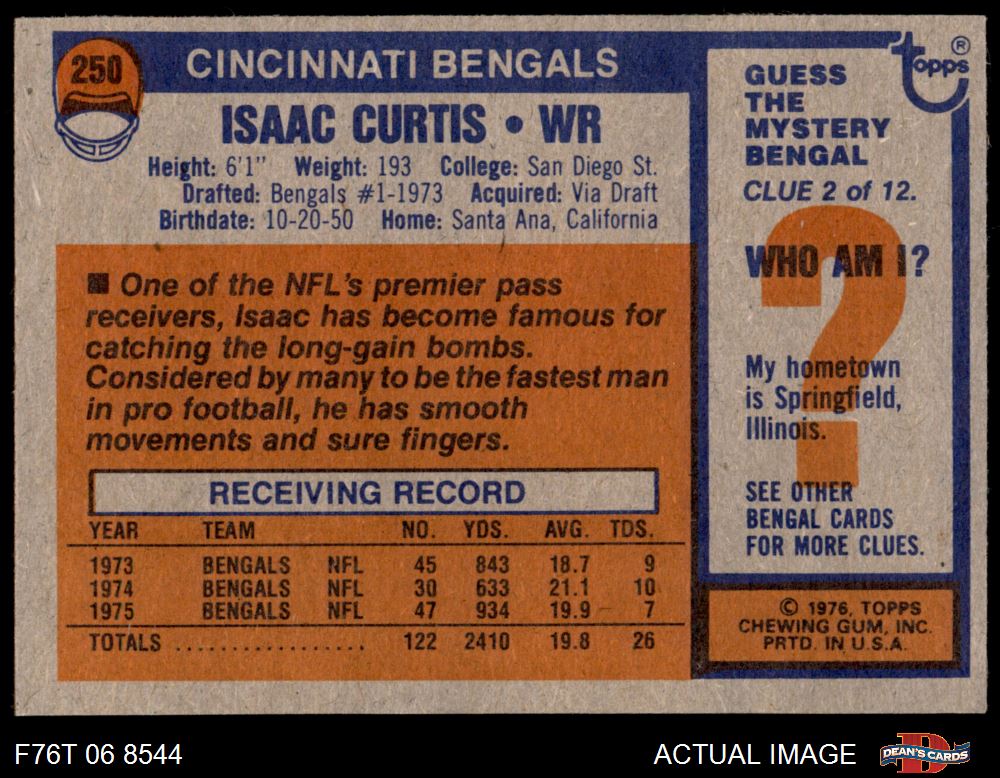 250
CINCINNATI BENGALS
ISAAC CURTIS • WR
Height: 6'1" Weight: 193 College: San Diego St.
Drafted: Bengals #1-1973 Acquired: Via Draft
Birthdate: 10-20-50 Home: Santa Ana, California
■ One of the NFL's premier pass
receivers, Isaac has become famous for
catching the long-gain bombs.
Considered by many to be the fastest man
in pro football, he has smooth
movements and sure fingers.
RECEIVING RECORD
YEAR TEAM NO. YDS. AVG. TDS.
1973 BENGALS NFL 45 843 18.7 9
1974 BENGALS NFL 30 633 21.1 10
1975 BENGALS NFL 47 934 19.9 7
TOTALS .................. 122 2410 19.8 26
topps ®
GUESS
THE
MYSTERY
BENGAL
CLUE 2 of 12.
?
WHO AM I?
My hometown
is Springfield,
Illinois.
SEE OTHER
BENGAL CARDS
FOR MORE CLUES.
© 1976, TOPPS
CHEWING GUM, INC.
PRTD. IN U.S.A.
F76T 06 8544
ACTUAL IMAGE
D
DEAN'S CARDS